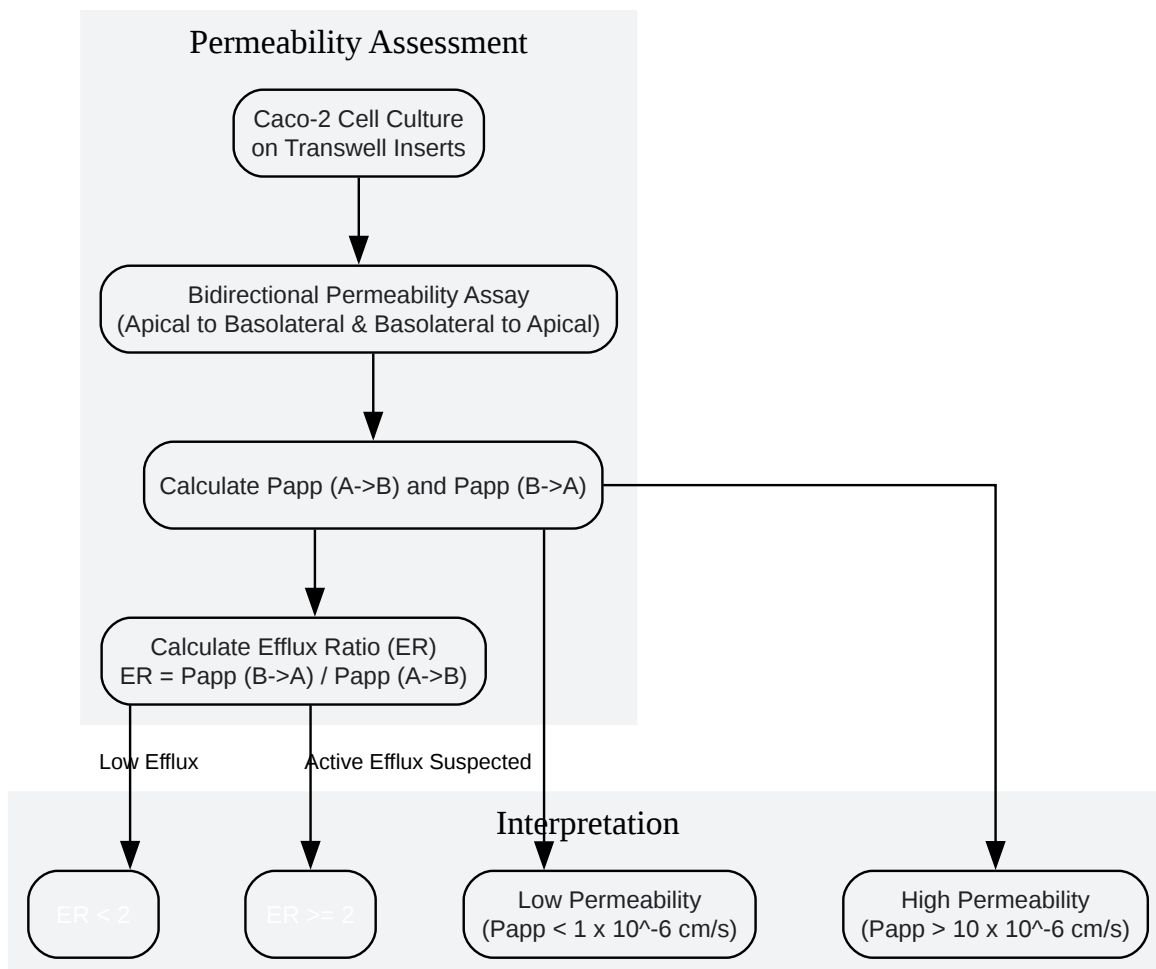 Permeability Assessment
Caco-2 Cell Culture
on Transwell Inserts
Bidirectional Permeability Assay
(Apical to Basolateral & Basolateral to Apical)
Calculate Papp (A->B) and Papp (B->A)
Calculate Efflux Ratio (ER)
ER = Papp (B->A) / Papp (A->B)
Low Efflux
Active Efflux Suspected
Interpretation
ER < 2
ER >= 2
Low Permeability
(Papp < 1 x 10^-6 cm/s)
High Permeability
(Papp > 10 x 10^-6 cm/s)